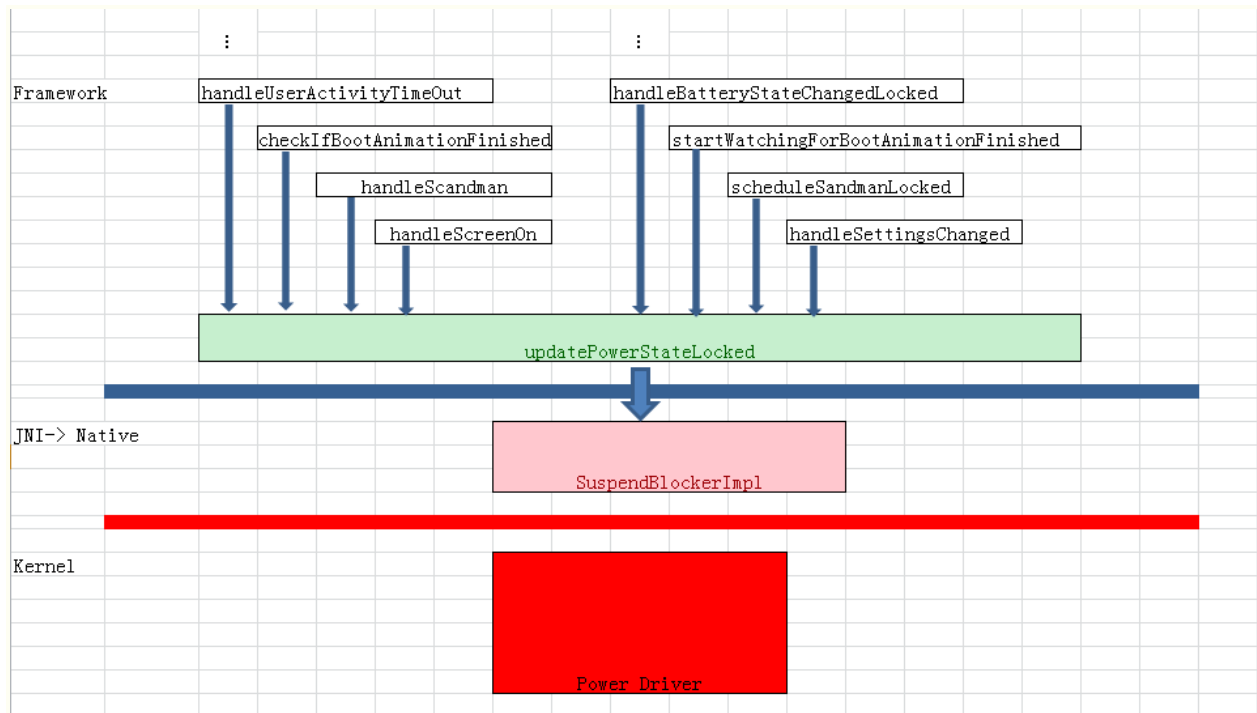 ⋮ ⋮
Framework handleUserActivityTimeOut handleBatteryStateChangedLocked
checkIfBootAnimationFinished startWatchingForBootAnimationFinished
handleScandman scheduleSandmanLocked
handleScreenOn handleSettingsChanged
updatePowerStateLocked
JNI-> Native
SuspendBlockerImpl
Kernel
Power Driver